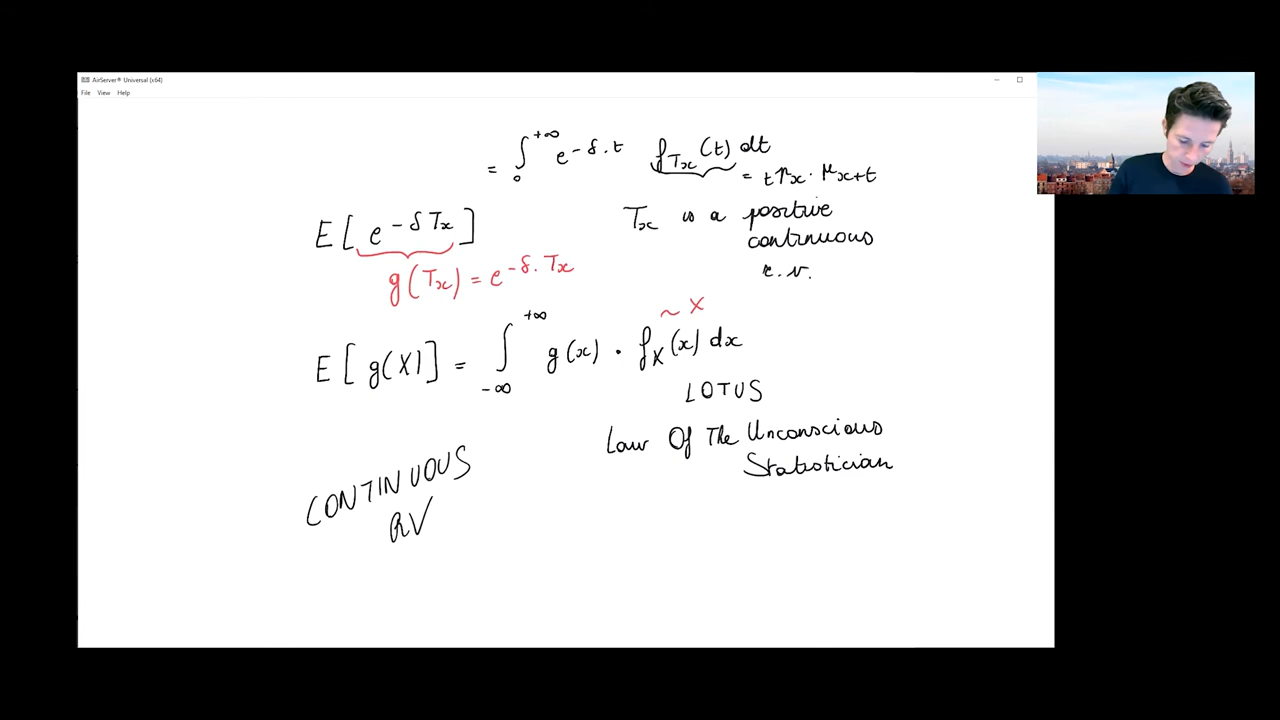 AirServer® Universal (x64)
File View Help
= ∫₀^{+∞} e^{-δ.t} f_{Tx}(t) dt
= ₜpₓ · μₓ₊ₜ
E[e^{-δTx}]
Tx is a positive
continuous
r.v.
g(Tx) = e^{-δ.Tx}
~ X
E[g(X)] = ∫_{-∞}^{+∞} g(x) · f_X(x) dx
LOTUS
Law Of The Unconscious
Statistician
CONTINUOUS
RV